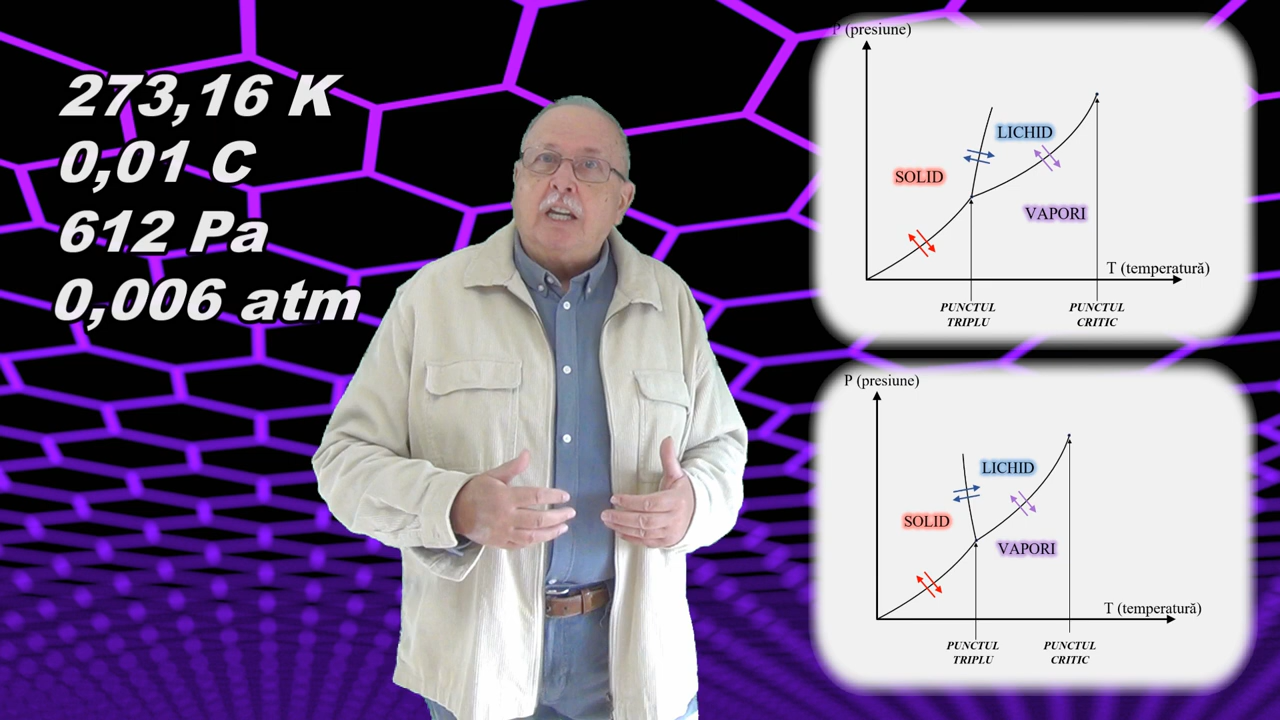 273,16 K
0,01 C
612 Pa
0,006 atm
P (presiune)
LICHID
SOLID
VAPORI
T (temperatură)
PUNCTUL
TRIPLU
PUNCTUL
CRITIC
P (presiune)
LICHID
SOLID
VAPORI
T (temperatură)
PUNCTUL
TRIPLU
PUNCTUL
CRITIC